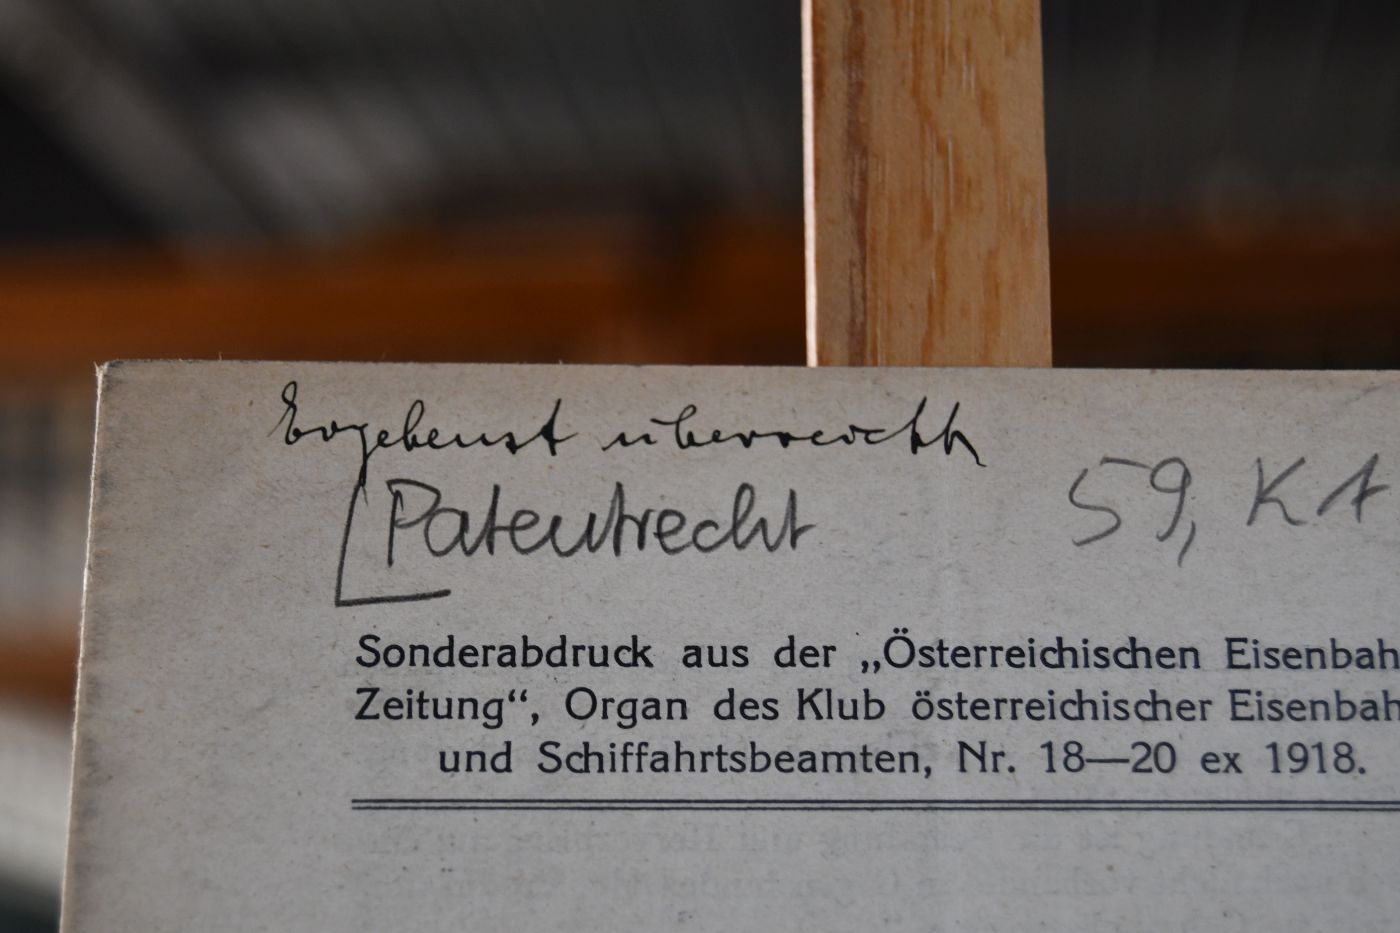 Ergebenst überreicht
Patentrecht
59, KA
Sonderabdruck aus der „Österreichischen Eisenbah
Zeitung“, Organ des Klub österreichischer Eisenbah
und Schiffahrtsbeamten, Nr. 18—20 ex 1918.